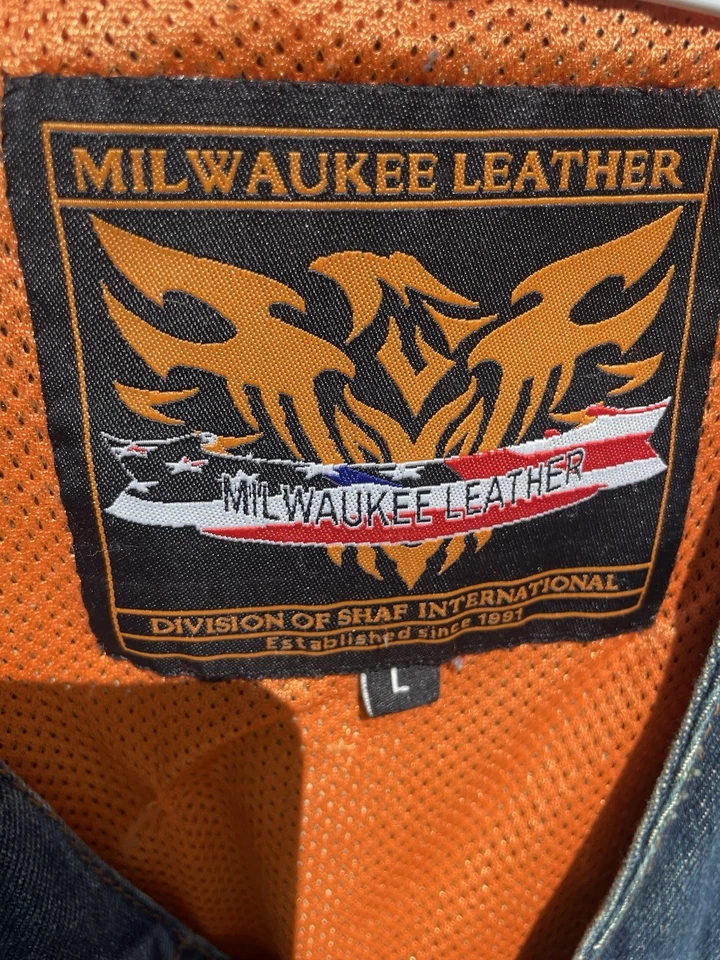 MILWAUKEE LEATHER
MILWAUKEE LEATHER
DIVISION OF SHAF INTERNATIONAL
Established since 1991
L